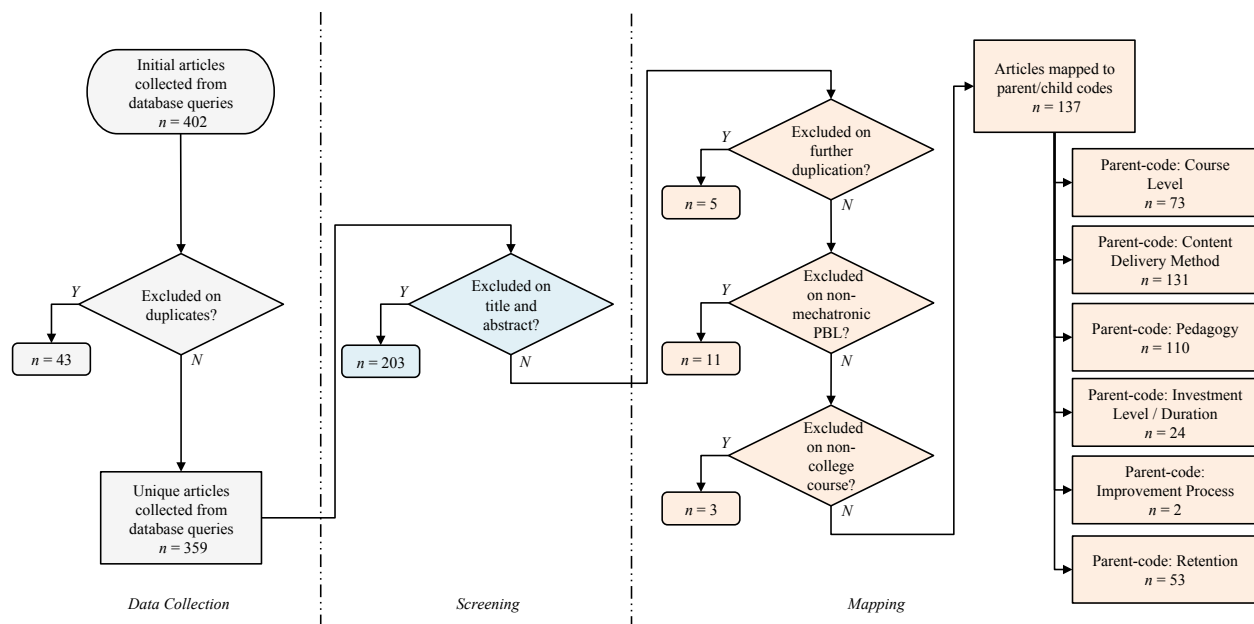 Initial articles
collected from
database queries
n = 402
Excluded on
duplicates?
Y
N
n = 43
Unique articles
collected from
database queries
n = 359
Data Collection
Excluded on
title and
abstract?
Y
N
n = 203
Screening
Excluded on
further
duplication?
Y
N
n = 5
Excluded
on non-
mechatronic
PBL?
Y
N
n = 11
Excluded
on non-
college
course?
Y
N
n = 3
Mapping
Articles mapped to
parent/child codes
n = 137
Parent-code: Course
Level
n = 73
Parent-code: Content
Delivery Method
n = 131
Parent-code: Pedagogy
n = 110
Parent-code: Investment
Level / Duration
n = 24
Parent-code:
Improvement Process
n = 2
Parent-code: Retention
n = 53